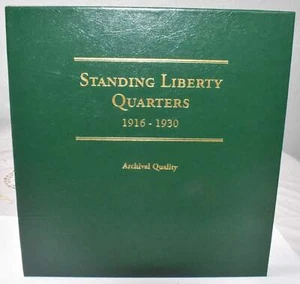 STANDING LIBERTY
QUARTERS
1916 - 1930
Archival Quality